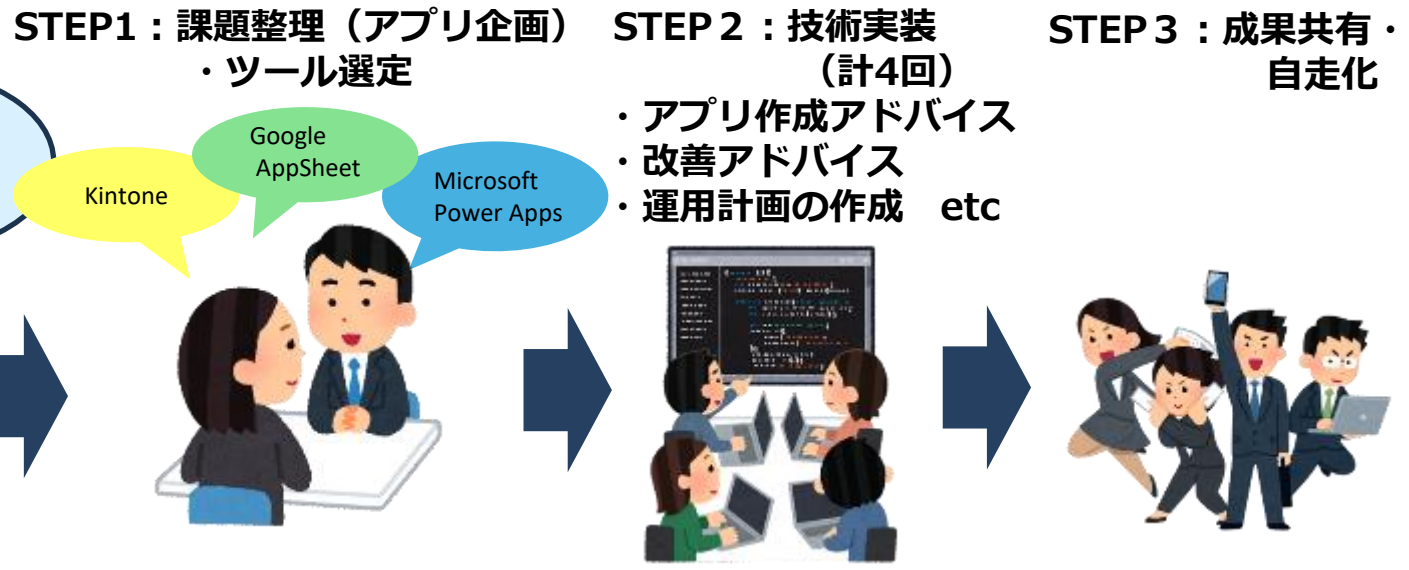 STEP1：課題整理（アプリ企画）
・ツール選定
Kintone
Google
AppSheet
Microsoft
Power Apps
STEP２：技術実装
（計4回）
・アプリ作成アドバイス
・改善アドバイス
・運用計画の作成　etc
STEP３：成果共有・
自走化